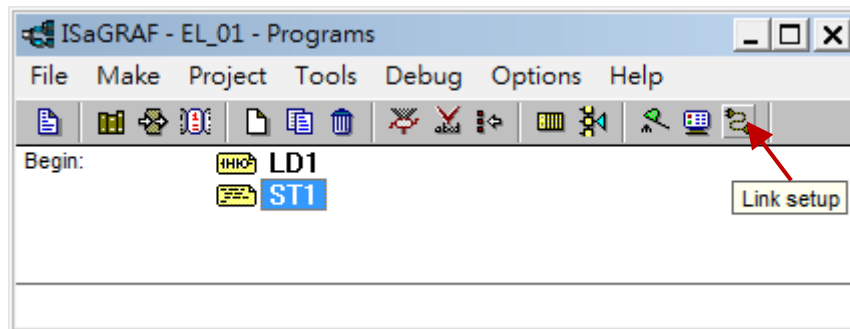 ISaGRAF - EL_01 - Programs
File Make Project Tools Debug Options Help
Begin: LD1
ST1
Link setup